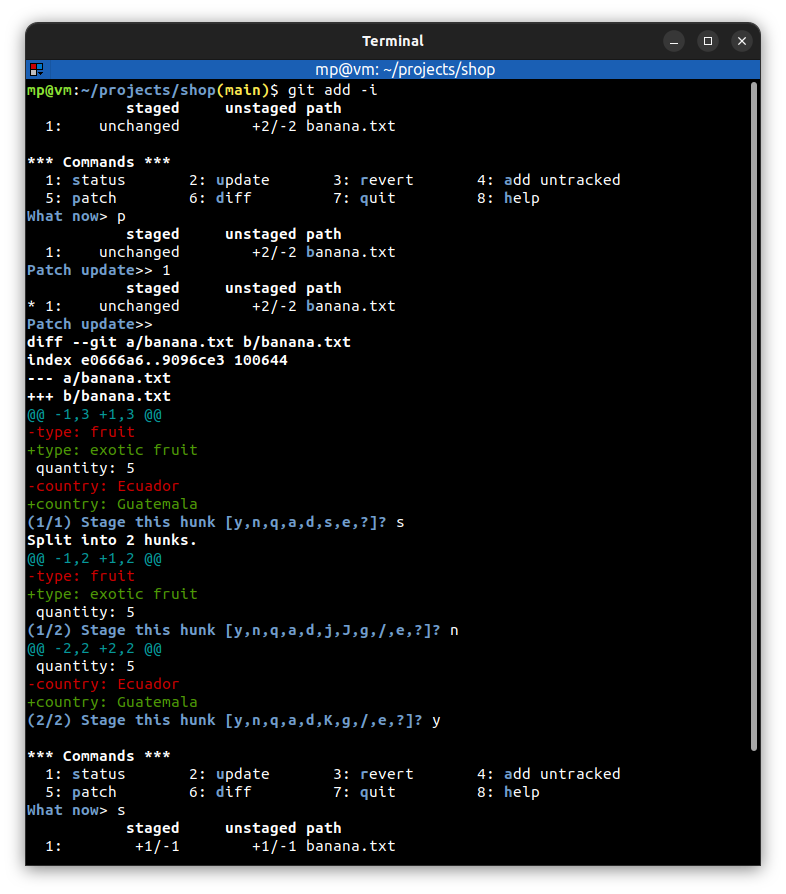 Terminal
mp@vm: ~/projects/shop
mp@vm:~/projects/shop(main)$ git add -i
           staged     unstaged path
  1:    unchanged        +2/-2 banana.txt
*** Commands ***
  1: status       2: update       3: revert       4: add untracked
  5: patch        6: diff         7: quit         8: help
What now> p
           staged     unstaged path
  1:    unchanged        +2/-2 banana.txt
Patch update>> 1
           staged     unstaged path
* 1:    unchanged        +2/-2 banana.txt
Patch update>>
diff --git a/banana.txt b/banana.txt
index e0666a6..9096ce3 100644
--- a/banana.txt
+++ b/banana.txt
@@ -1,3 +1,3 @@
-type: fruit
+type: exotic fruit
 quantity: 5
-country: Ecuador
+country: Guatemala
(1/1) Stage this hunk [y,n,q,a,d,s,e,?]? s
Split into 2 hunks.
@@ -1,2 +1,2 @@
-type: fruit
+type: exotic fruit
 quantity: 5
(1/2) Stage this hunk [y,n,q,a,d,j,J,g,/,e,?]? n
@@ -2,2 +2,2 @@
 quantity: 5
-country: Ecuador
+country: Guatemala
(2/2) Stage this hunk [y,n,q,a,d,K,g,/,e,?]? y
*** Commands ***
  1: status       2: update       3: revert       4: add untracked
  5: patch        6: diff         7: quit         8: help
What now> s
           staged     unstaged path
  1:        +1/-1        +1/-1 banana.txt